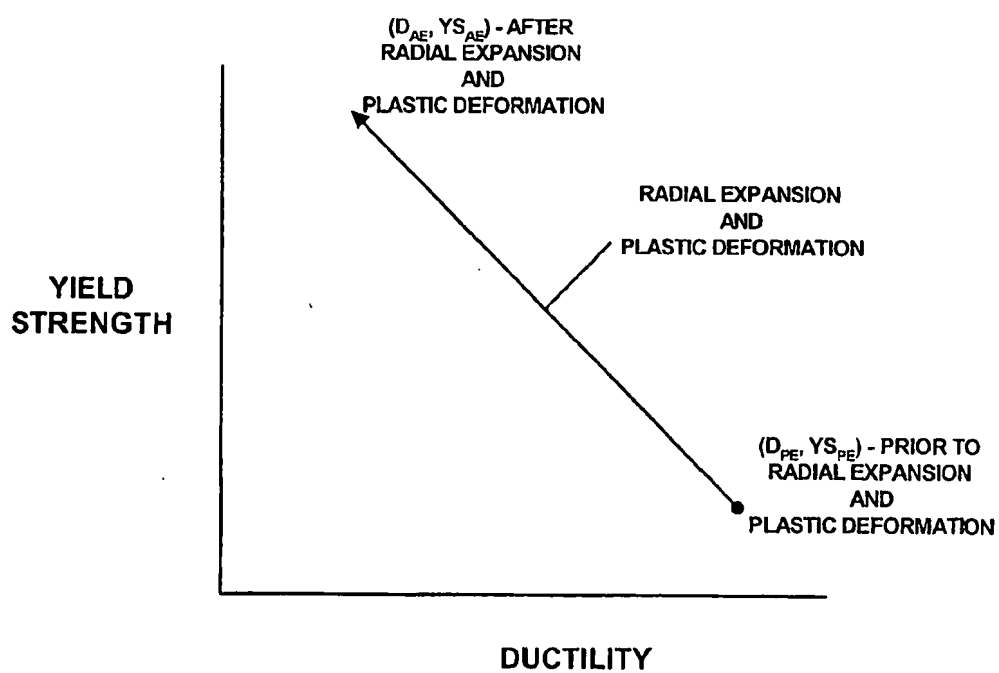 (D_AE, YS_AE) - AFTER
RADIAL EXPANSION
AND
PLASTIC DEFORMATION
RADIAL EXPANSION
AND
PLASTIC DEFORMATION
YIELD
STRENGTH
(D_PE, YS_PE) - PRIOR TO
RADIAL EXPANSION
AND
PLASTIC DEFORMATION
DUCTILITY